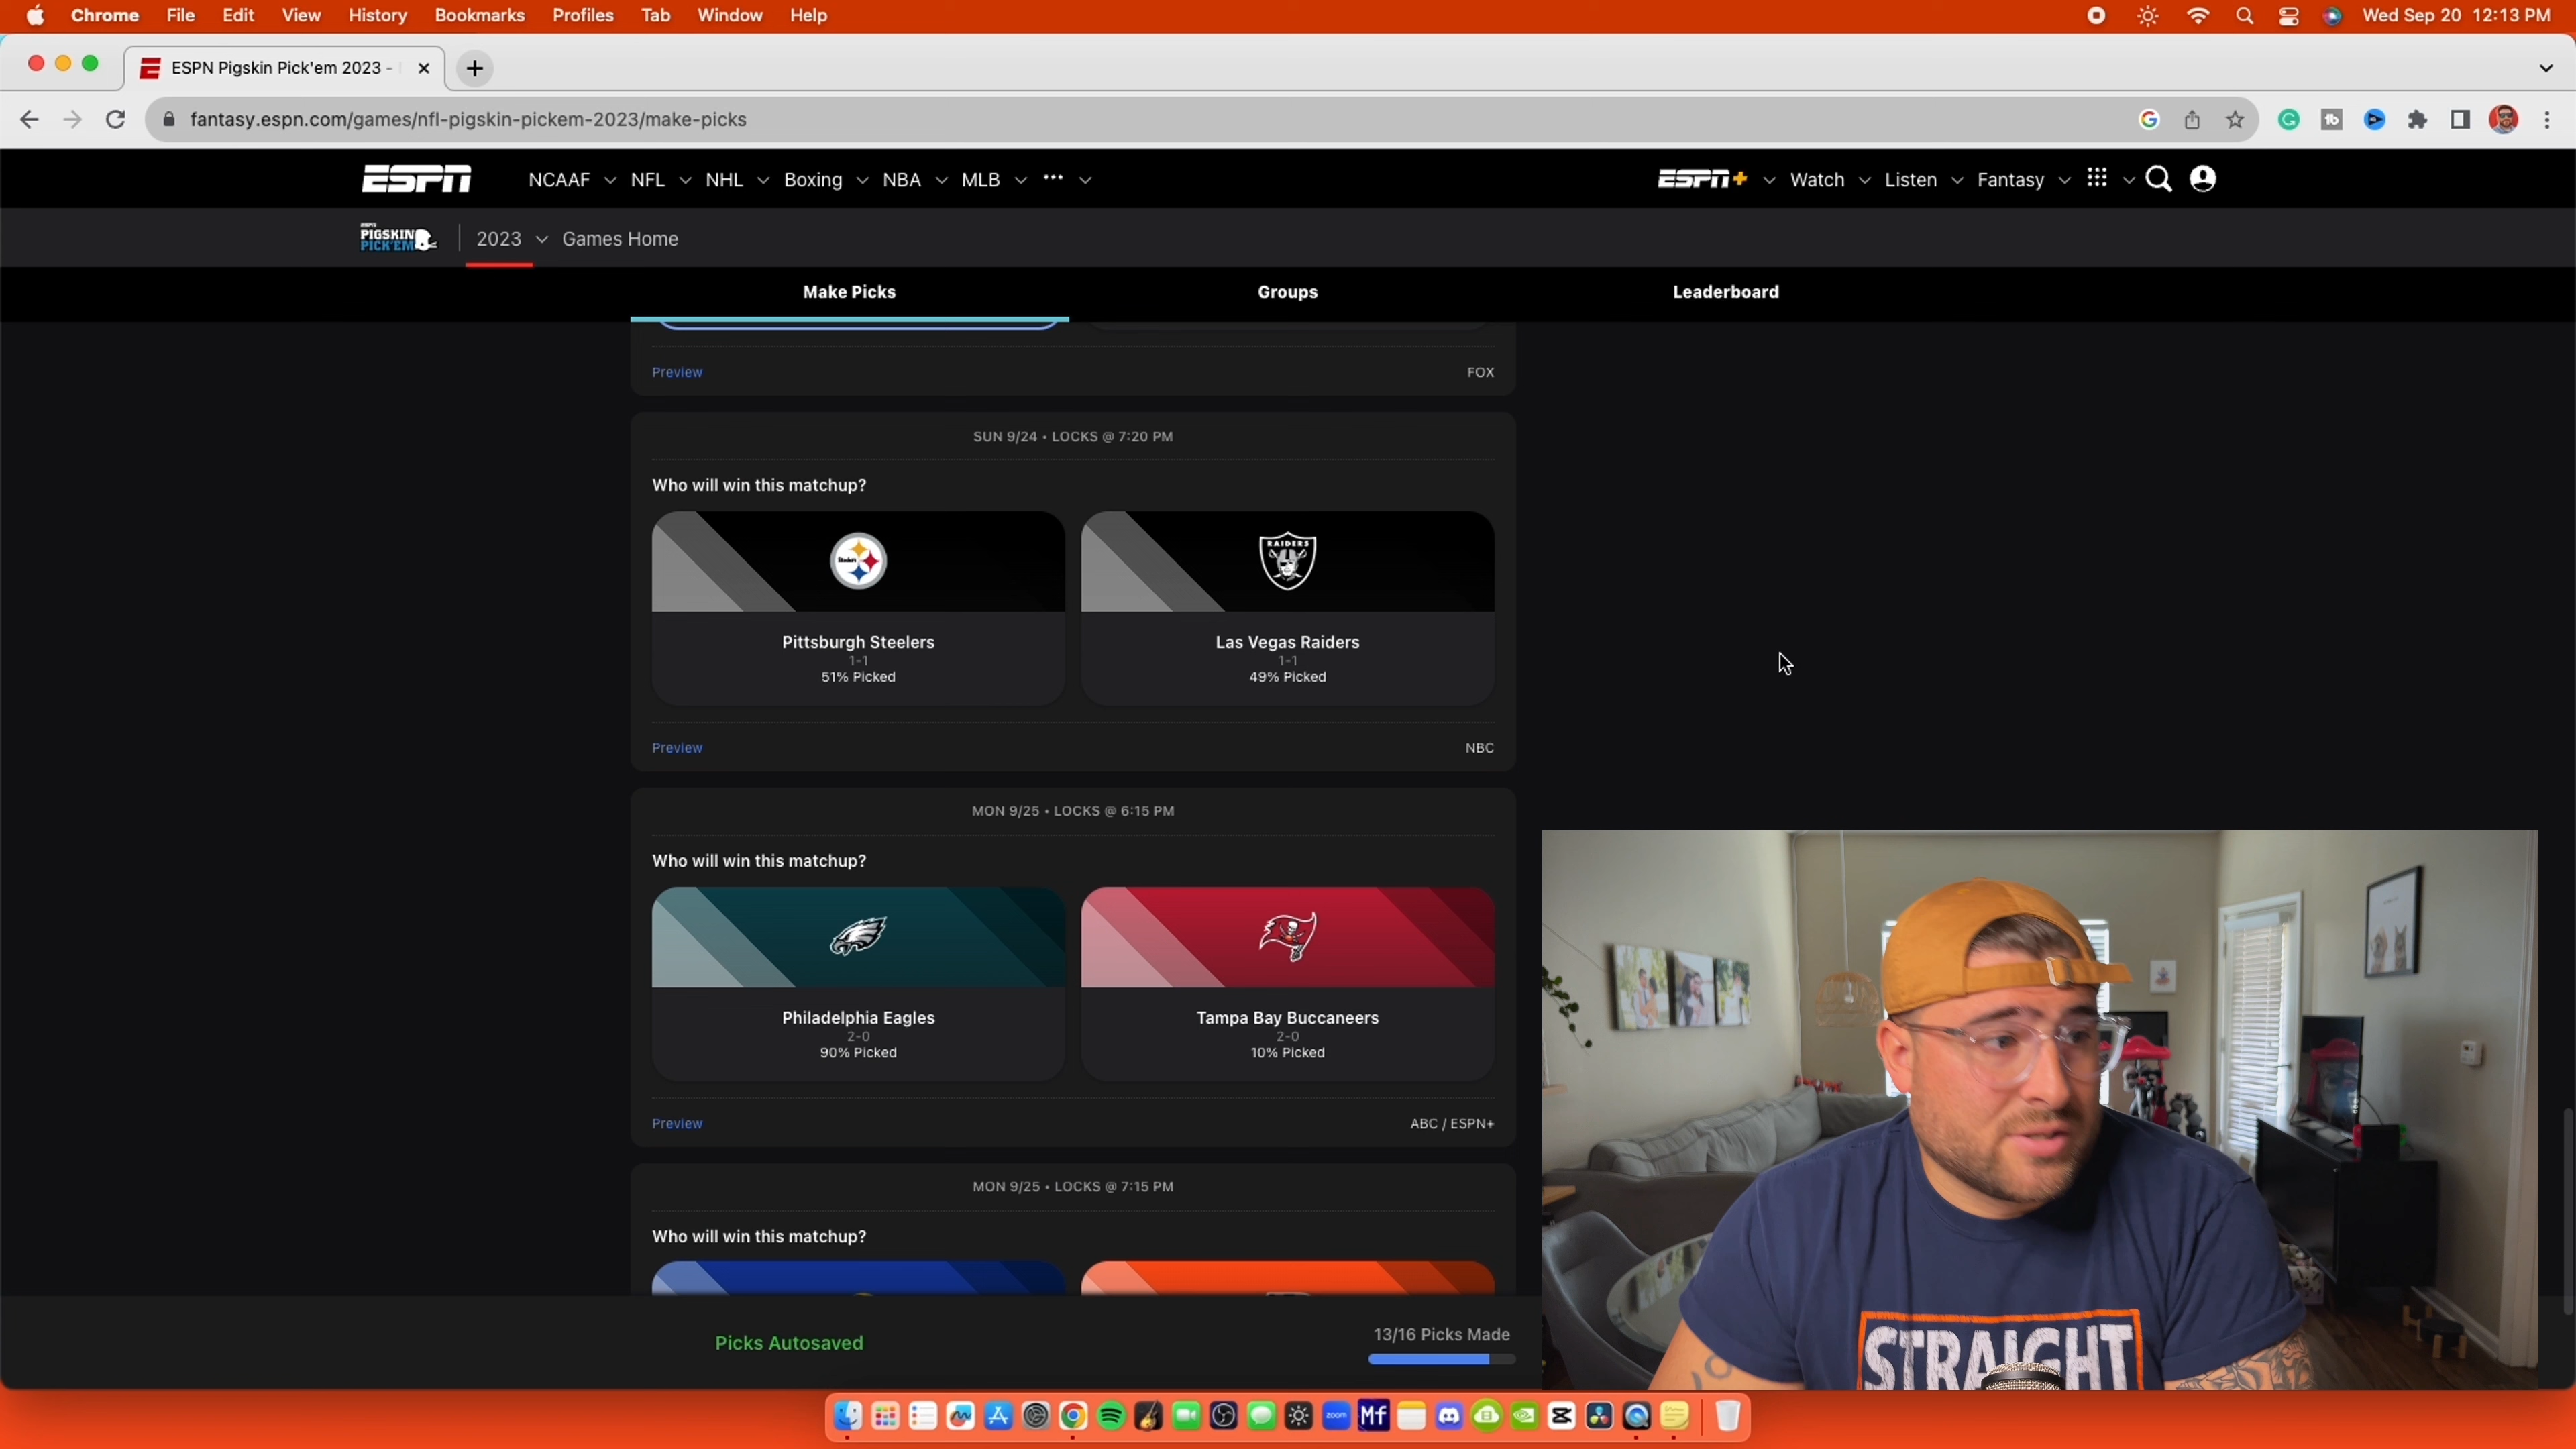 Chrome File Edit View History Bookmarks Profiles Tab Window Help Wed Sep 20 12:13 PM
ESPN Pigskin Pick'em 2023 -
fantasy.espn.com/games/nfl-pigskin-pickem-2023/make-picks
ESPN NCAAF NFL NHL Boxing NBA MLB ESPN+ Watch Listen Fantasy
PIGSKIN
PICK'EM
2023 Games Home
Make Picks Groups Leaderboard
Preview FOX
SUN 9/24 • LOCKS @ 7:20 PM
Who will win this matchup?
Steelers RAIDERS
Pittsburgh Steelers Las Vegas Raiders
1-1 1-1
51% Picked 49% Picked
Preview NBC
MON 9/25 • LOCKS @ 6:15 PM
Who will win this matchup?
Philadelphia Eagles Tampa Bay Buccaneers
2-0 2-0
90% Picked 10% Picked
Preview ABC / ESPN+
MON 9/25 • LOCKS @ 7:15 PM
Who will win this matchup?
Picks Autosaved 13/16 Picks Made
STRAIGHT
zoom Mf